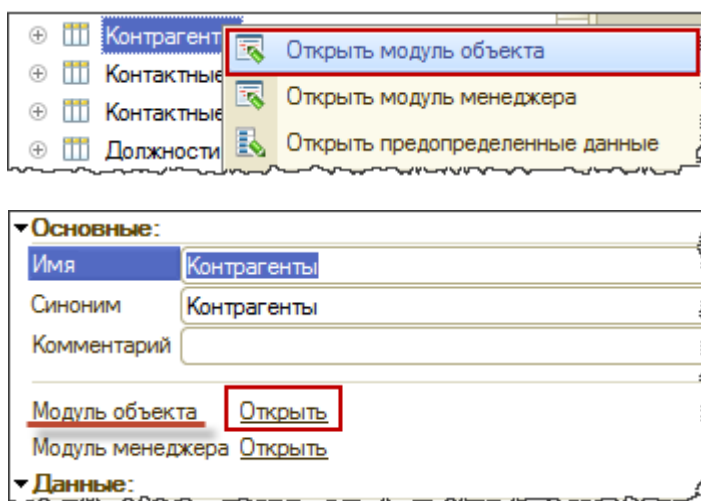 Контрагент
Открыть модуль объекта
Контактные
Открыть модуль менеджера
Контактные
Должности
Открыть предопределенные данные
Основные:
Имя Контрагенты
Синоним Контрагенты
Комментарий
Модуль объекта Открыть
Модуль менеджера Открыть
Данные: